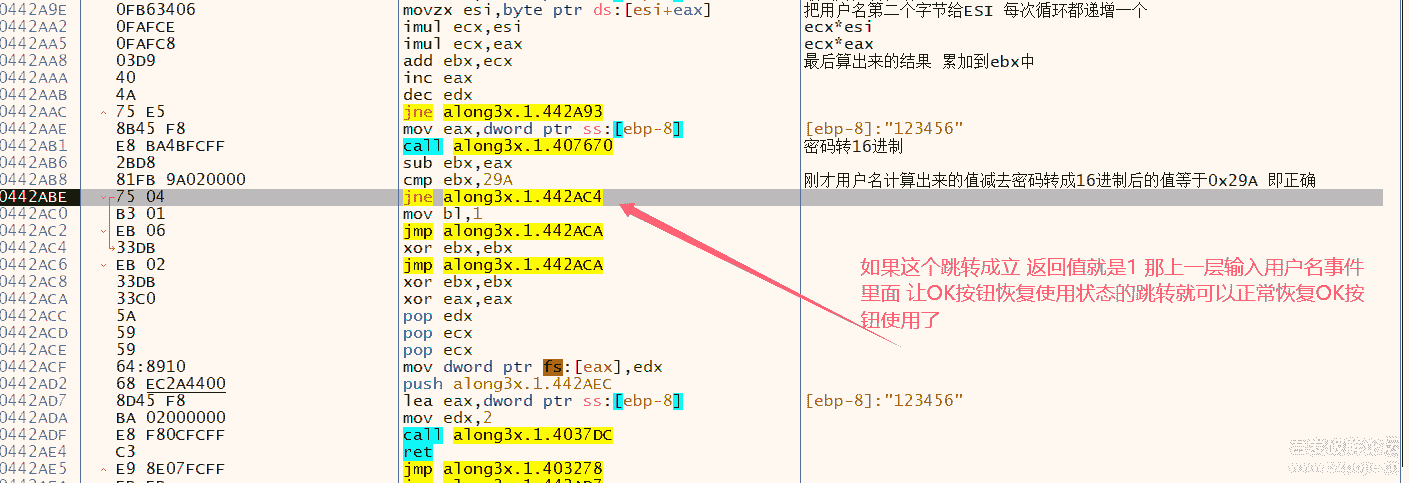 00442A9E 0FB63406 movzx esi,byte ptr ds:[esi+eax] 把用户名第二个字节给ESI 每次循环都递增一个
0442AA2 0FAFCE imul ecx,esi ecx*esi
0442AA5 0FAFC8 imul ecx,eax ecx*eax
0442AA8 03D9 add ebx,ecx 最后算出来的结果 累加到ebx中
0442AAA 40 inc eax
0442AAB 4A dec edx
0442AAC 75 E5 jne along3x.1.442A93
0442AAE 8B45 F8 mov eax,dword ptr ss:[ebp-8] [ebp-8]:"123456"
0442AB1 E8 BA4BFCFF call along3x.1.407670 密码转16进制
0442AB6 2BD8 sub ebx,eax
0442AB8 81FB 9A020000 cmp ebx,29A 刚才用户名计算出来的值减去密码转成16进制后的值等于0x29A 即正确
0442ABE 75 04 jne along3x.1.442AC4
0442AC0 B3 01 mov bl,1
0442AC2 EB 06 jmp along3x.1.442ACA
0442AC4 33DB xor ebx,ebx
0442AC6 EB 02 jmp along3x.1.442ACA
0442AC8 33DB xor ebx,ebx
0442ACA 33C0 xor eax,eax
0442ACC 5A pop edx
0442ACD 59 pop ecx
0442ACE 59 pop ecx
0442ACF 64:8910 mov dword ptr fs:[eax],edx
0442AD2 68 EC2A4400 push along3x.1.442AEC
0442AD7 8D45 F8 lea eax,dword ptr ss:[ebp-8] [ebp-8]:"123456"
0442ADA BA 02000000 mov edx,2
0442ADF E8 F80CFCFF call along3x.1.4037DC
0442AE4 C3 ret
0442AE5 E9 8E07FCFF jmp along3x.1.403278
如果这个跳转成立 返回值就是1 那上一层输入用户名事件
里面 让OK按钮恢复使用状态的跳转就可以正常恢复OK按
钮使用了
吾爱破解论坛
www.52pojie.cn